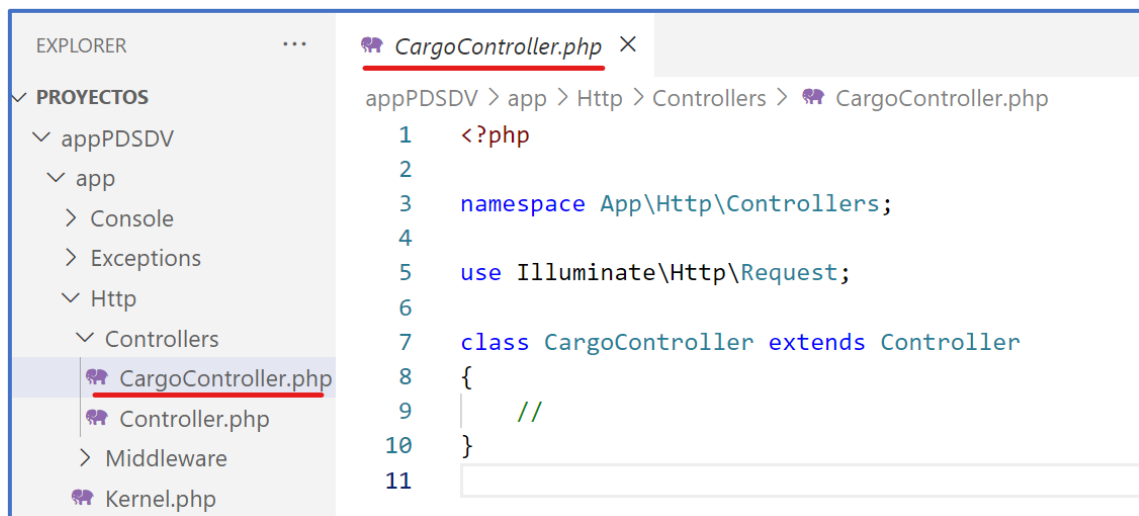 EXPLORER ...
PROYECTOS
appPDSDV
app
Console
Exceptions
Http
Controllers
CargoController.php
Controller.php
Middleware
Kernel.php
CargoController.php
appPDSDV > app > Http > Controllers > CargoController.php
1 <?php
2
3 namespace App\Http\Controllers;
4
5 use Illuminate\Http\Request;
6
7 class CargoController extends Controller
8 {
9     //
10 }
11